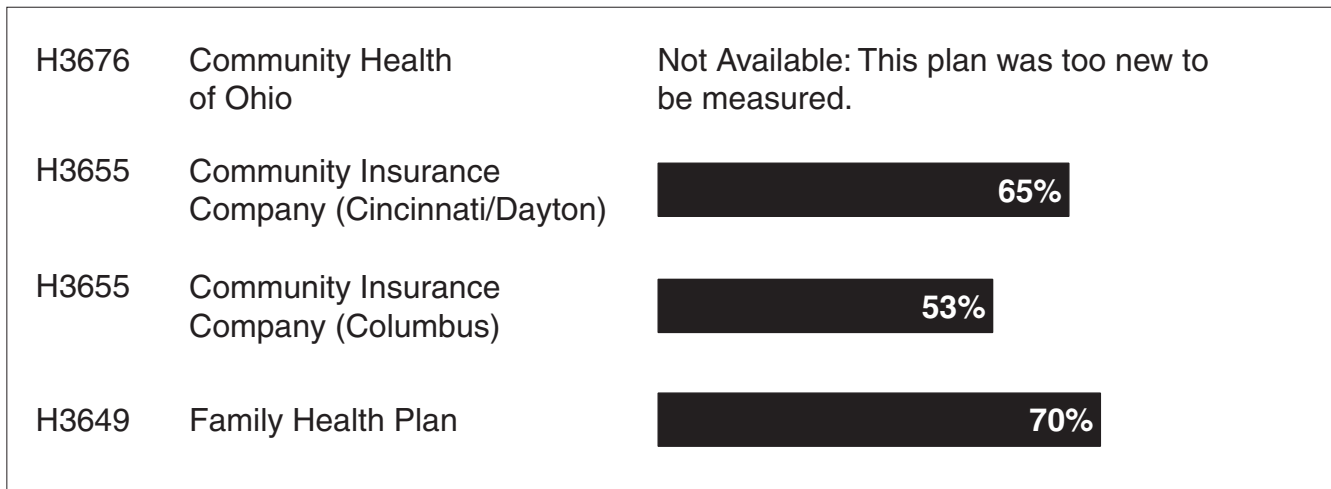 H3676 Community Health of Ohio Not Available: This plan was too new to be measured.
H3655 Community Insurance Company (Cincinnati/Dayton) 65%
H3655 Community Insurance Company (Columbus) 53%
H3649 Family Health Plan 70%